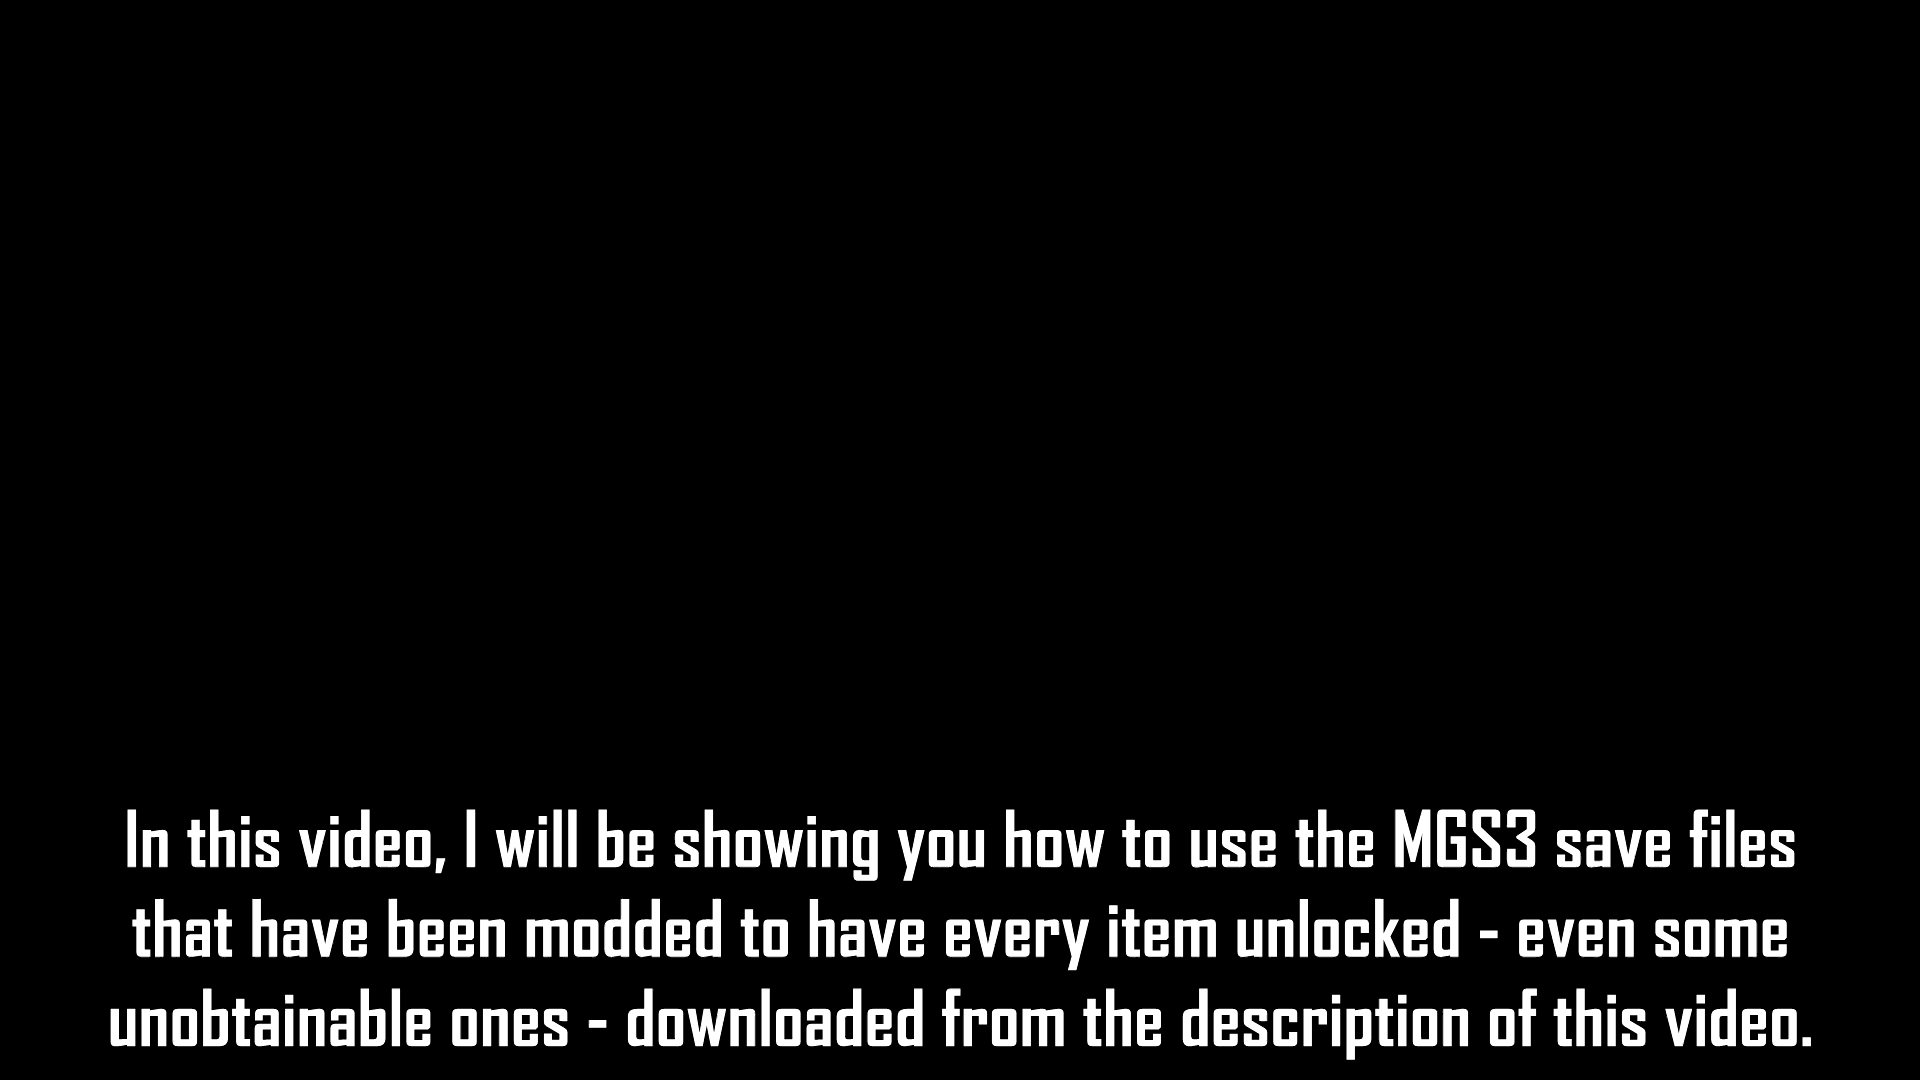 In this video, I will be showing you how to use the MGS3 save files
that have been modded to have every item unlocked - even some
unobtainable ones - downloaded from the description of this video.